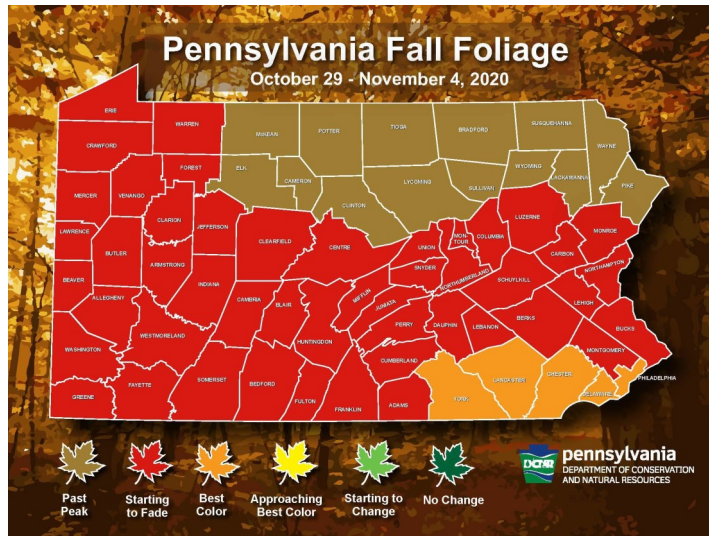 Pennsylvania Fall Foliage
October 29 - November 4, 2020
ERIE
WARREN
CRAWFORD
McKEAN
POTTER
TIOGA
BRADFORD
SUSQUEHANNA
WAYNE
FOREST
ELK
CAMERON
WYOMING
LACKAWANNA
PIKE
MERCER
VENANGO
CLINTON
LYCOMING
SULLIVAN
CLARION
JEFFERSON
LUZERNE
LAWRENCE
CLEARFIELD
CENTRE
UNION
MON-
TOUR
COLUMBIA
MONROE
BUTLER
ARMSTRONG
SNYDER
CARBON
NORTHAMPTON
BEAVER
INDIANA
NORTHUMBERLAND
SCHUYLKILL
ALLEGHENY
CAMBRIA
BLAIR
MIFFLIN
JUNIATA
LEHIGH
HUNTINGDON
PERRY
DAUPHIN
LEBANON
BERKS
BUCKS
WASHINGTON
WESTMORELAND
CUMBERLAND
MONTGOMERY
GREENE
FAYETTE
SOMERSET
BEDFORD
FULTON
FRANKLIN
ADAMS
YORK
LANCASTER
CHESTER
DELAWARE
PHILADELPHIA
Past
Peak
Starting
to Fade
Best
Color
Approaching
Best Color
Starting to
Change
No Change
DCNR
pennsylvania
DEPARTMENT OF CONSERVATION
AND NATURAL RESOURCES